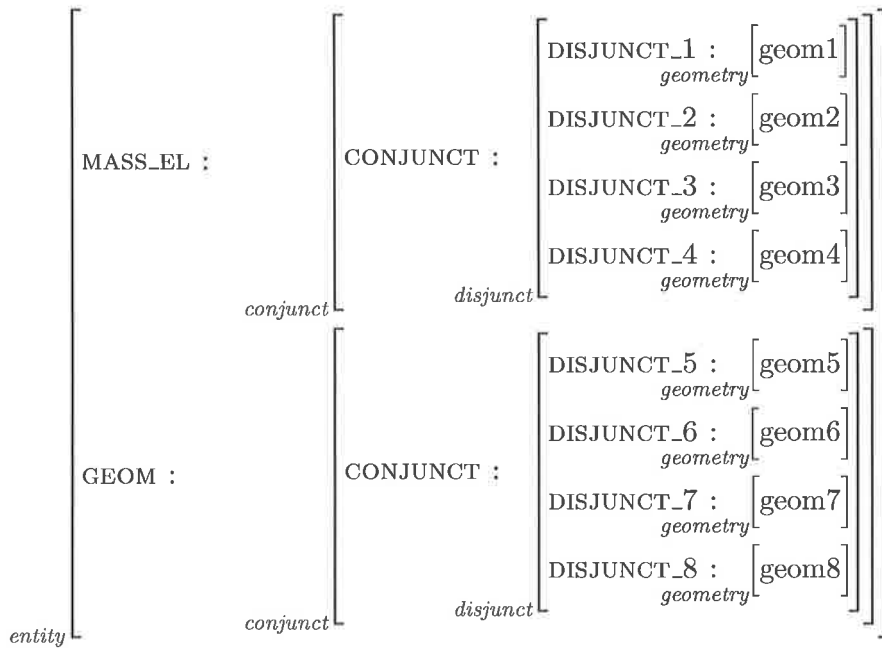 DISJUNCT_1 : [geom1]
geometry
DISJUNCT_2 : [geom2]
geometry
MASS_EL : CONJUNCT :
DISJUNCT_3 : [geom3]
geometry
DISJUNCT_4 : [geom4]
geometry
conjunct disjunct
DISJUNCT_5 : [geom5]
geometry
DISJUNCT_6 : [geom6]
geometry
GEOM : CONJUNCT :
DISJUNCT_7 : [geom7]
geometry
DISJUNCT_8 : [geom8]
geometry
conjunct disjunct
entity